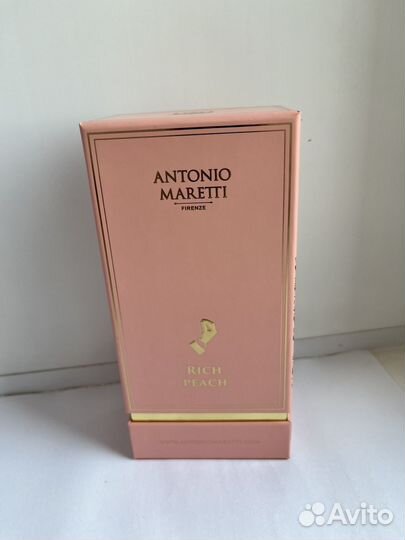 ANTONIO
MARETTI
FIRENZE
RICH
PEACH
WWW.ANTONIOMARETTI.COM
Avito